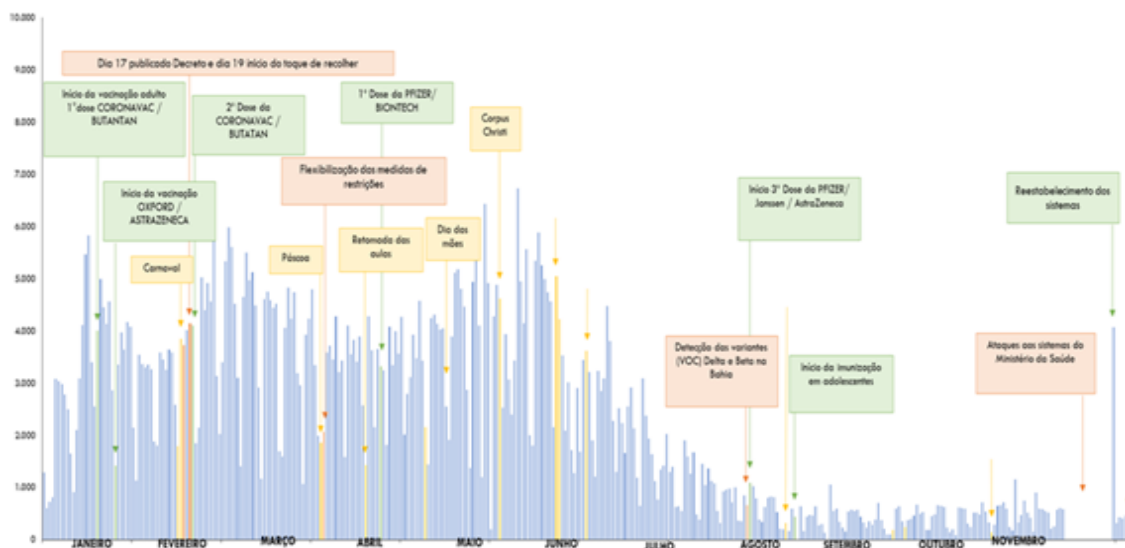 10.000
9.000
8.000
7.000
6.000
5.000
4.000
3.000
2.000
1.000
0
Dia 17 publicado Decreto e dia 19 início do toque de recolher
Início da vacinação adulto
1ª dose CORONAVAC /
BUTANTAN
2ª Dose da
CORONAVAC /
BUTATAN
1ª Dose da PFIZER/
BIONTECH
Corpus
Christi
Flexibilização das medidas de
restrições
Início da vacinação
OXFORD /
ASTRAZENECA
Início 3ª Dose da PFIZER/
Janssen / AstraZeneca
Reestabelecimento dos
sistemas
Carnaval
Páscoa
Retomada das
aulas
Dia das
mães
Detecção das variantes
(VOC) Delta e Beta na
Bahia
Início da imunização
em adolescentes
Ataques aos sistemas do
Ministério da Saúde
JANEIRO
FEVEREIRO
MARÇO
ABRIL
MAIO
JUNHO
JULHO
AGOSTO
SETEMBRO
OUTUBRO
NOVEMBRO